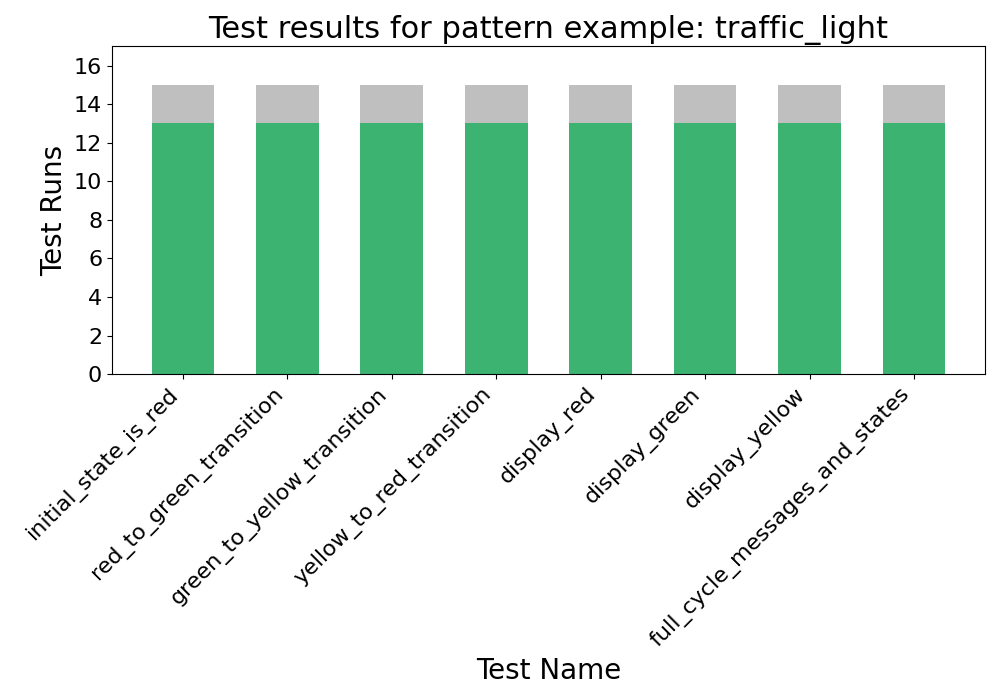 Test results for pattern example: traffic_light
Test Runs
16
14
12
10
8
6
4
2
0
initial_state_is_red
red_to_green_transition
green_to_yellow_transition
yellow_to_red_transition
display_red
display_green
display_yellow
full_cycle_messages_and_states
Test Name